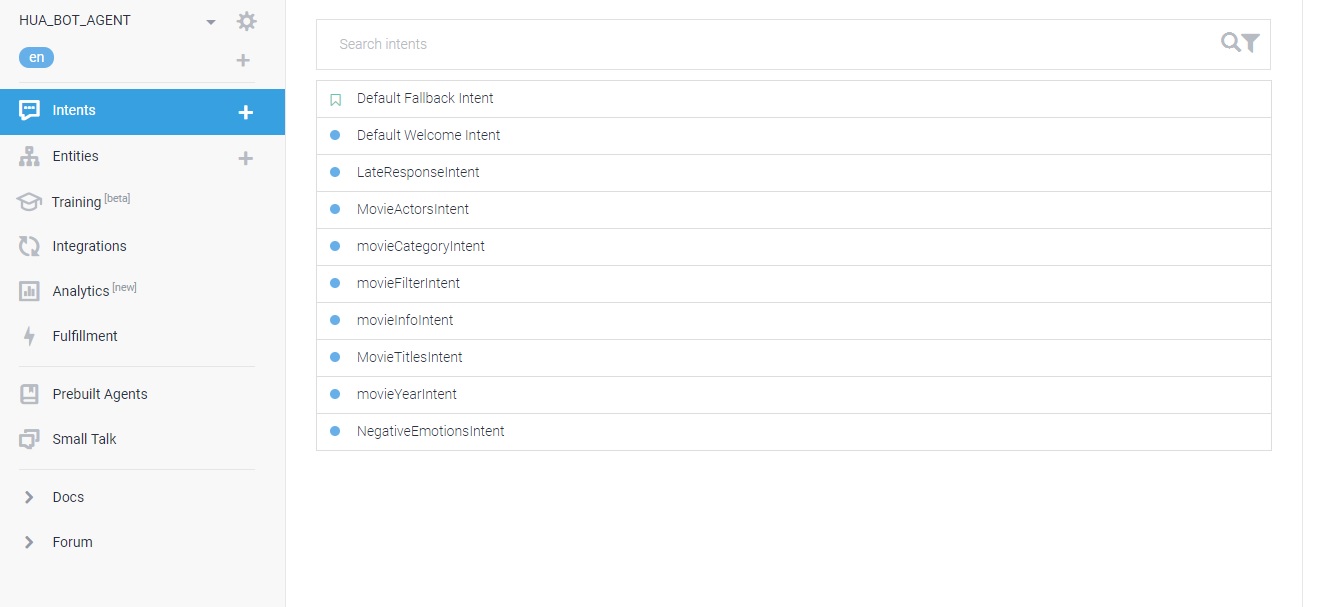 HUA_BOT_AGENT
en
Intents
Entities
Training [beta]
Integrations
Analytics [new]
Fulfillment
Prebuilt Agents
Small Talk
Docs
Forum
Search intents
Default Fallback Intent
Default Welcome Intent
LateResponseIntent
MovieActorsIntent
movieCategoryIntent
movieFilterIntent
movieInfoIntent
MovieTitlesIntent
movieYearIntent
NegativeEmotionsIntent